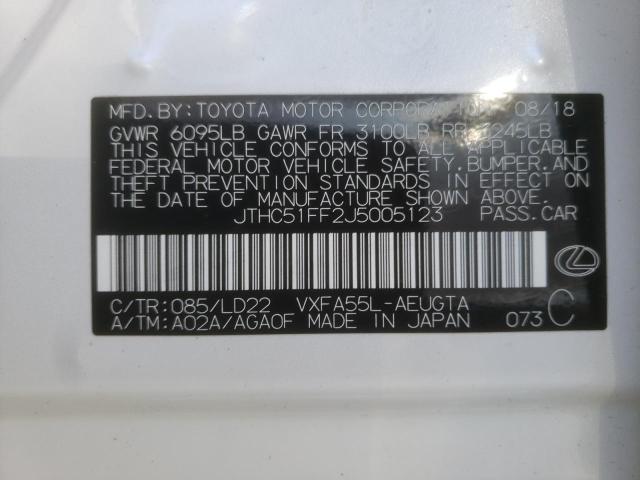 MFD.BY:TOYOTA MOTOR 08/18
GVWR 6095LB GAWR FR 3100LB RR
THIS VEHICLE CONFORMS TO ALL APPLICABLE
FEDERAL MOTOR VEHICLE SAFETY, BUMPER, AND
THEFT PREVENTION STANDARDS IN EFFECT ON
THE DATE OF MANUFACTURE SHOWN ABOVE.
JTHC51FF2J5005123 PASS.CAR
C/TR:085/LD22 VXFA55L-AEUGTA
A/TM:A02A/AGA0F MADE IN JAPAN 073 C